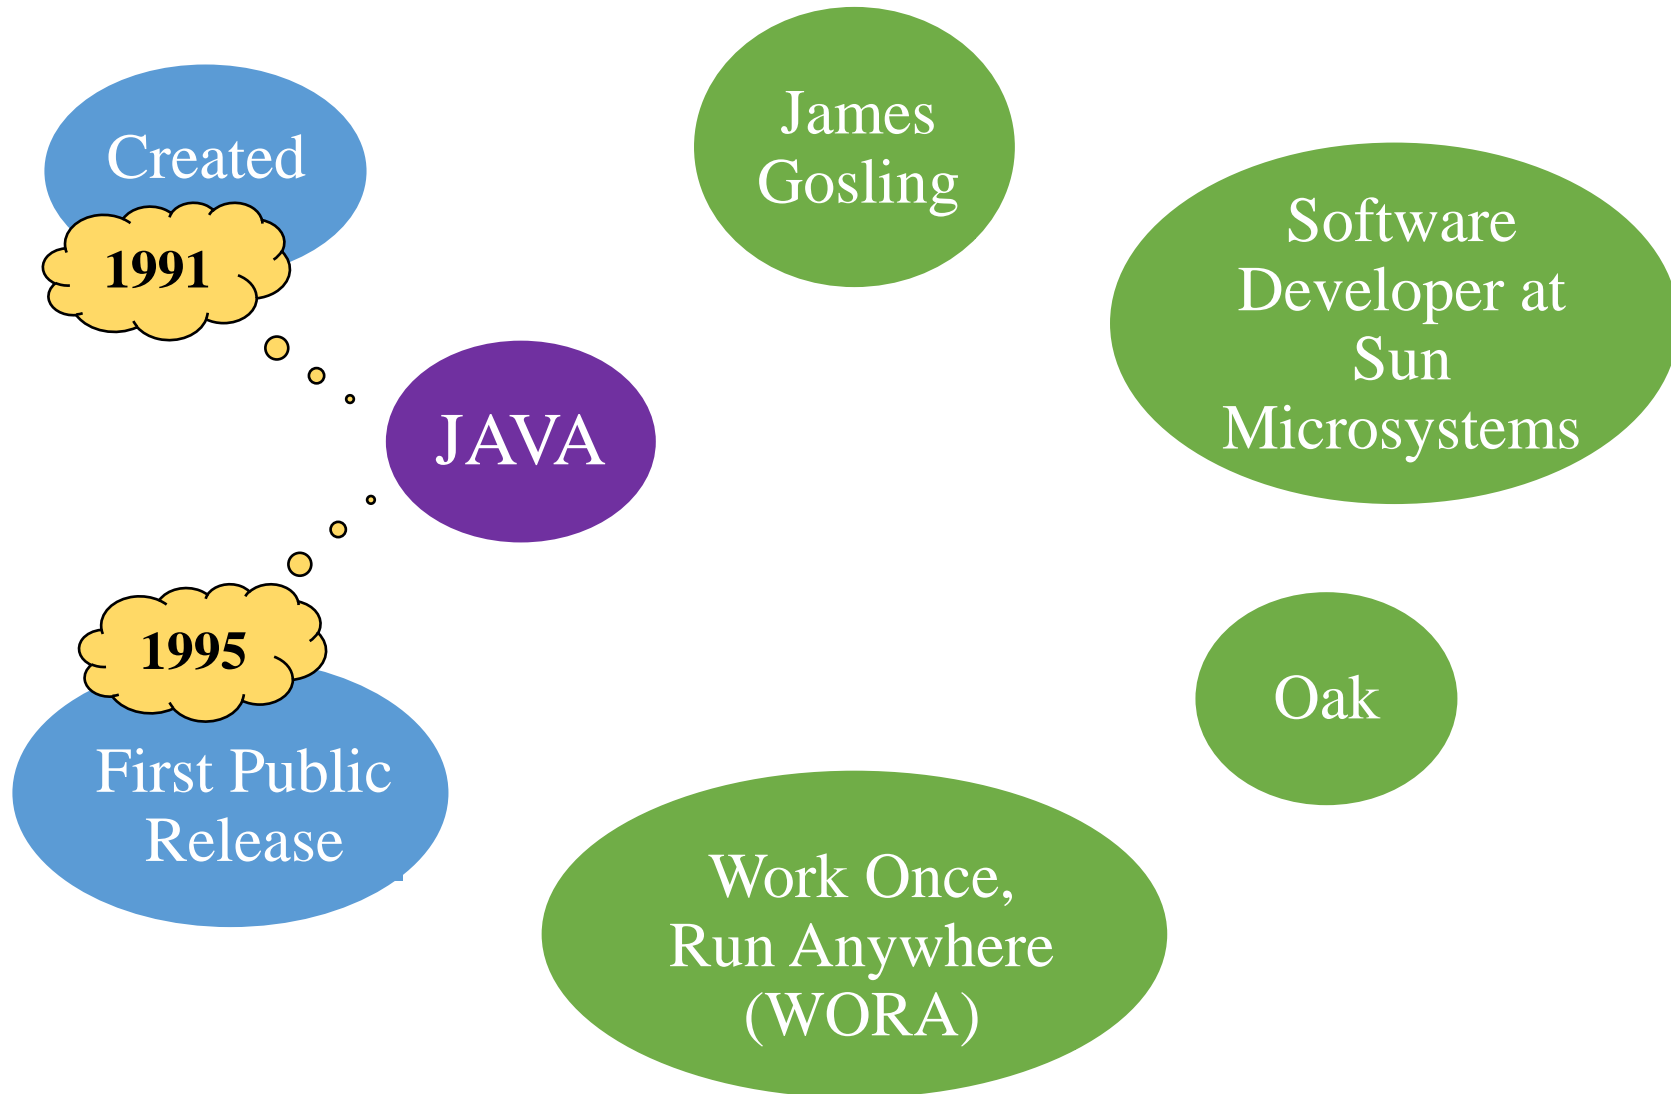 Created
1991
James
Gosling
Software
Developer at
Sun
Microsystems
JAVA
1995
First Public
Release
Oak
Work Once,
Run Anywhere
(WORA)